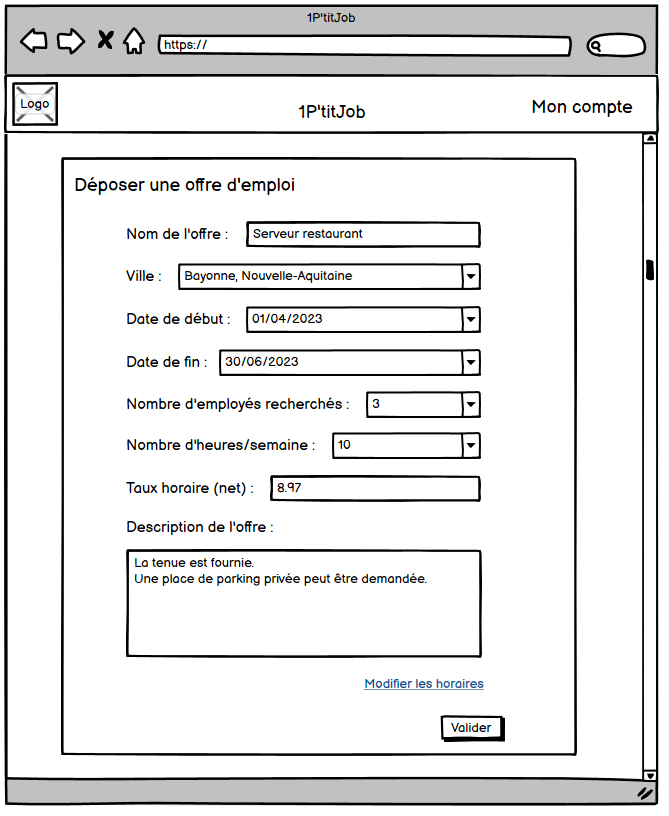 1P'titJob
https://
Logo
1P'titJob
Mon compte
Déposer une offre d'emploi
Nom de l'offre : Serveur restaurant
Ville : Bayonne, Nouvelle-Aquitaine
Date de début : 01/04/2023
Date de fin : 30/06/2023
Nombre d'employés recherchés : 3
Nombre d'heures/semaine : 10
Taux horaire (net) : 8.97
Description de l'offre :
La tenue est fournie.
Une place de parking privée peut être demandée.
Modifier les horaires
Valider